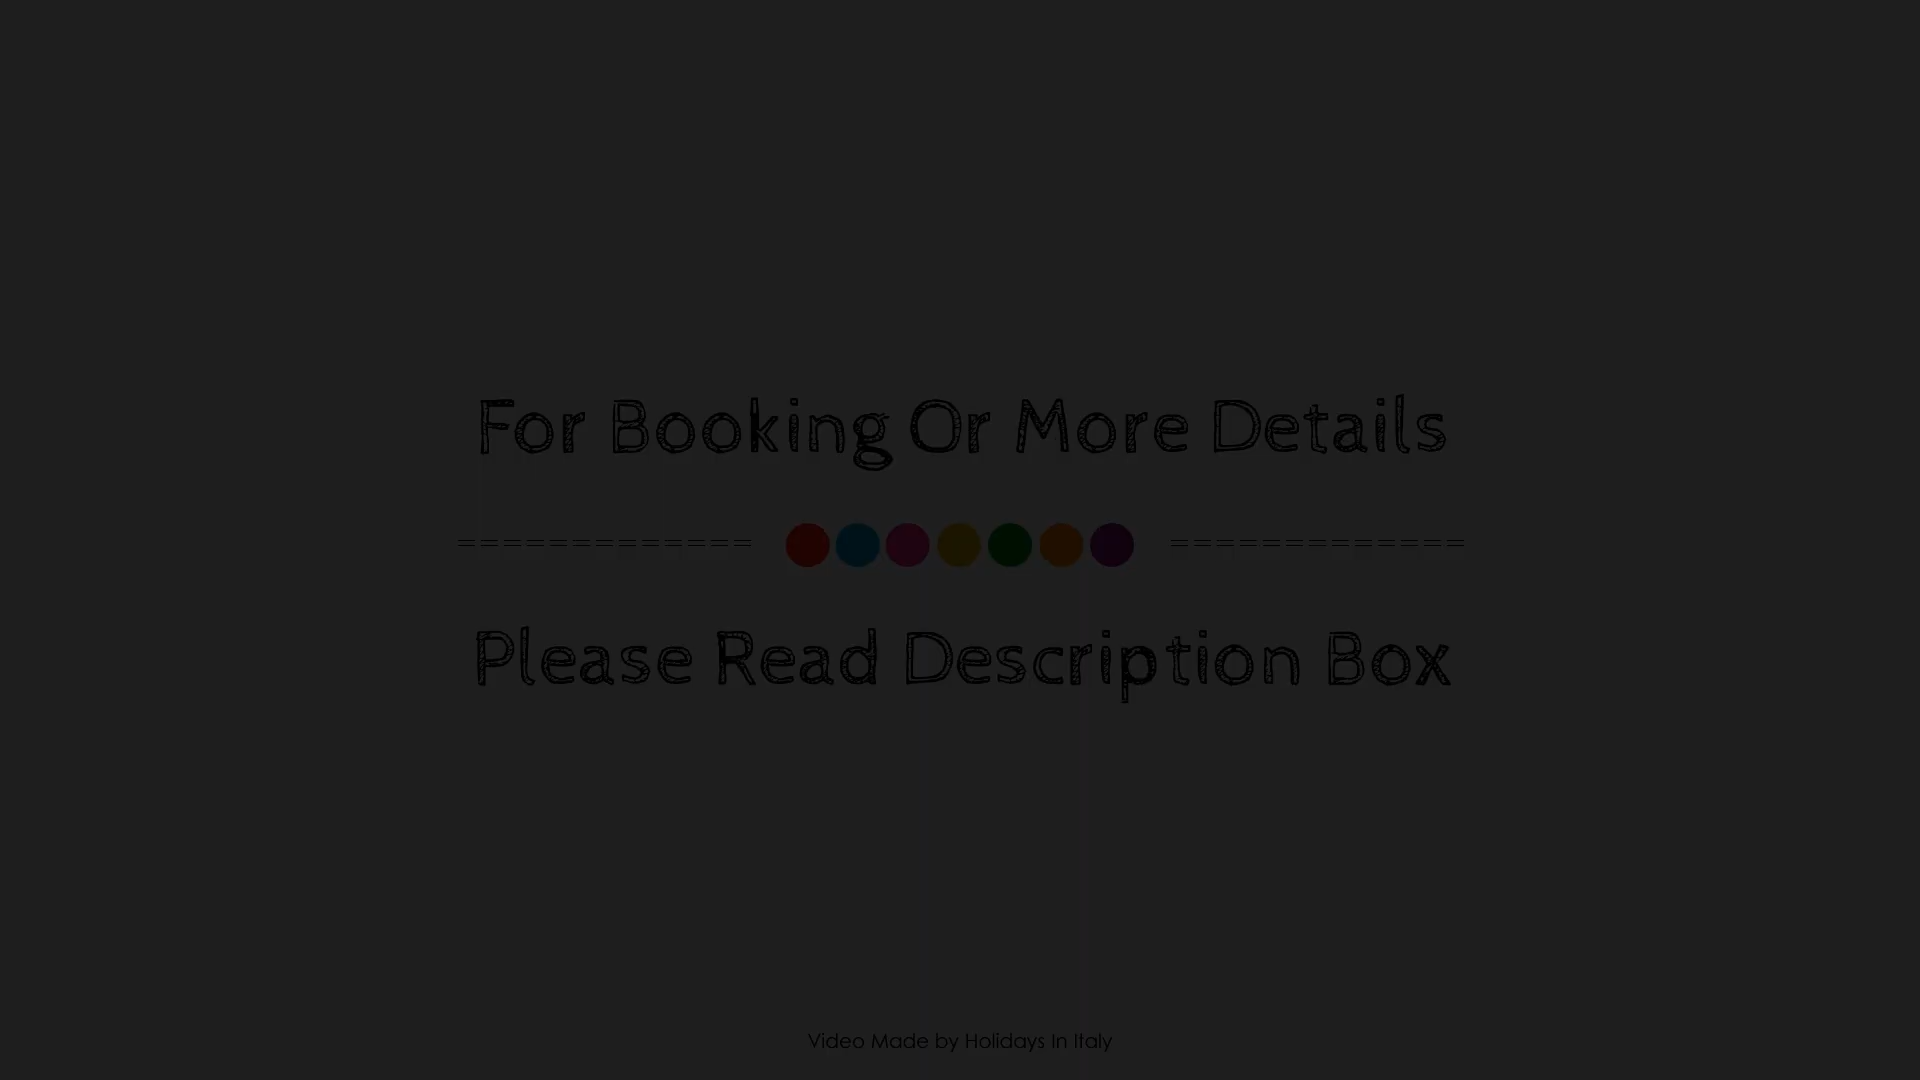 For Booking Or More Details
============= =============
Please Read Description Box
Video Made by Holidays In Italy